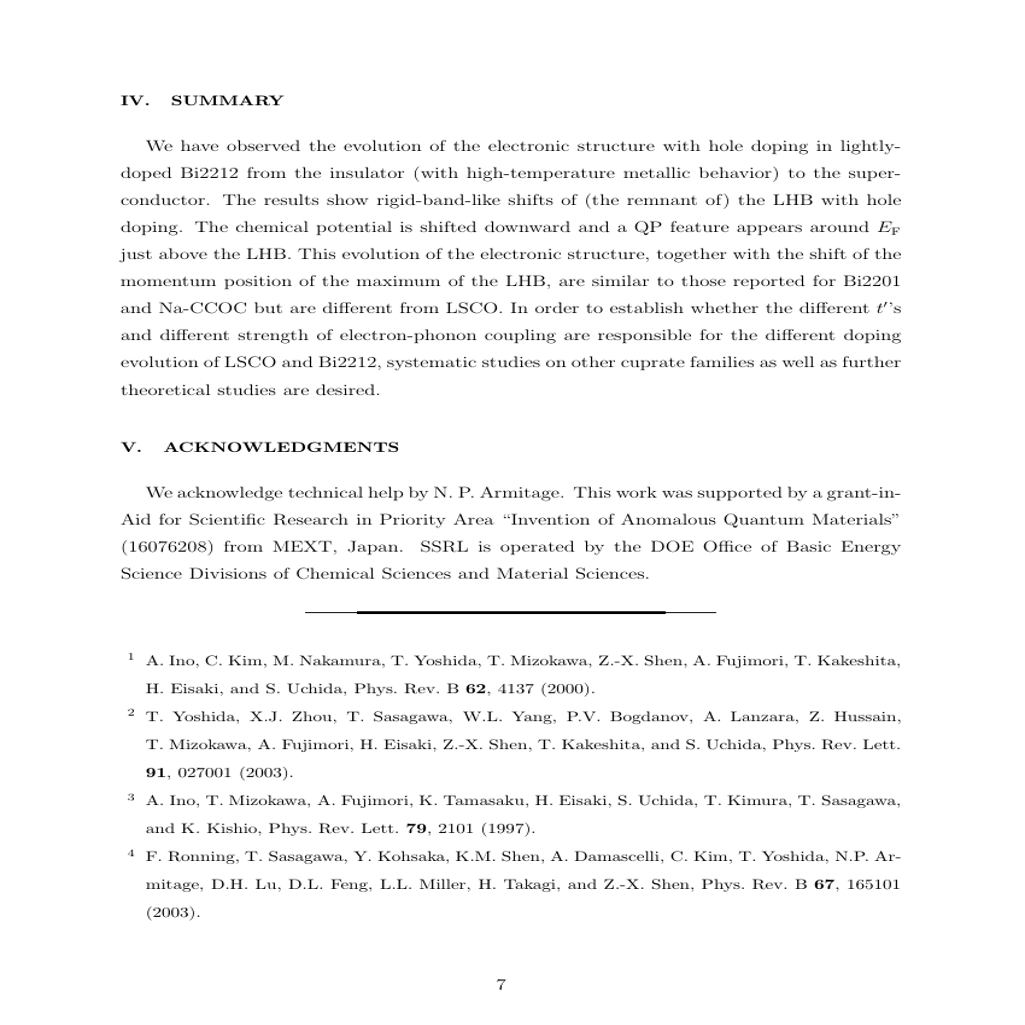 IV. SUMMARY
We have observed the evolution of the electronic structure with hole doping in lightly-
doped Bi2212 from the insulator (with high-temperature metallic behavior) to the super-
conductor. The results show rigid-band-like shifts of (the remnant of) the LHB with hole
doping. The chemical potential is shifted downward and a QP feature appears around E_F
just above the LHB. This evolution of the electronic structure, together with the shift of the
momentum position of the maximum of the LHB, are similar to those reported for Bi2201
and Na-CCOC but are different from LSCO. In order to establish whether the different t′'s
and different strength of electron-phonon coupling are responsible for the different doping
evolution of LSCO and Bi2212, systematic studies on other cuprate families as well as further
theoretical studies are desired.
V. ACKNOWLEDGMENTS
We acknowledge technical help by N. P. Armitage. This work was supported by a grant-in-
Aid for Scientific Research in Priority Area “Invention of Anomalous Quantum Materials”
(16076208) from MEXT, Japan. SSRL is operated by the DOE Office of Basic Energy
Science Divisions of Chemical Sciences and Material Sciences.
1 A. Ino, C. Kim, M. Nakamura, T. Yoshida, T. Mizokawa, Z.-X. Shen, A. Fujimori, T. Kakeshita,
H. Eisaki, and S. Uchida, Phys. Rev. B 62, 4137 (2000).
2 T. Yoshida, X.J. Zhou, T. Sasagawa, W.L. Yang, P.V. Bogdanov, A. Lanzara, Z. Hussain,
T. Mizokawa, A. Fujimori, H. Eisaki, Z.-X. Shen, T. Kakeshita, and S. Uchida, Phys. Rev. Lett.
91, 027001 (2003).
3 A. Ino, T. Mizokawa, A. Fujimori, K. Tamasaku, H. Eisaki, S. Uchida, T. Kimura, T. Sasagawa,
and K. Kishio, Phys. Rev. Lett. 79, 2101 (1997).
4 F. Ronning, T. Sasagawa, Y. Kohsaka, K.M. Shen, A. Damascelli, C. Kim, T. Yoshida, N.P. Ar-
mitage, D.H. Lu, D.L. Feng, L.L. Miller, H. Takagi, and Z.-X. Shen, Phys. Rev. B 67, 165101
(2003).
7